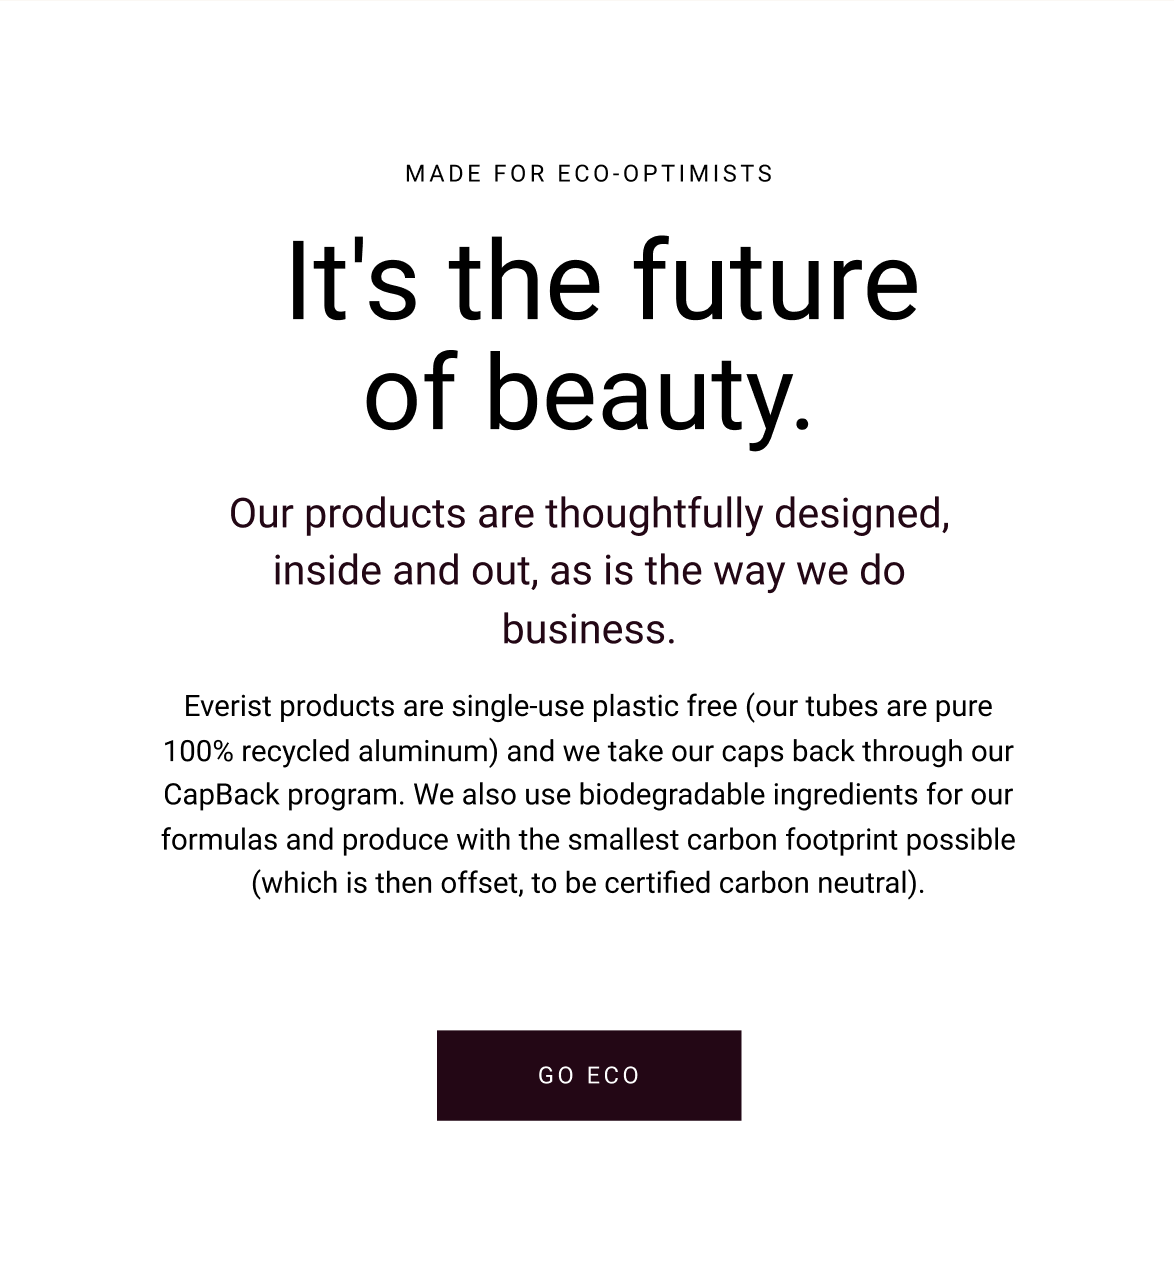 MADE FOR ECO-OPTIMISTS
It's the future
of beauty.
Our products are thoughtfully designed,
inside and out, as is the way we do
business.
Everist products are single-use plastic free (our tubes are pure
100% recycled aluminum) and we take our caps back through our
CapBack program. We also use biodegradable ingredients for our
formulas and produce with the smallest carbon footprint possible
(which is then offset, to be certified carbon neutral).
GO ECO